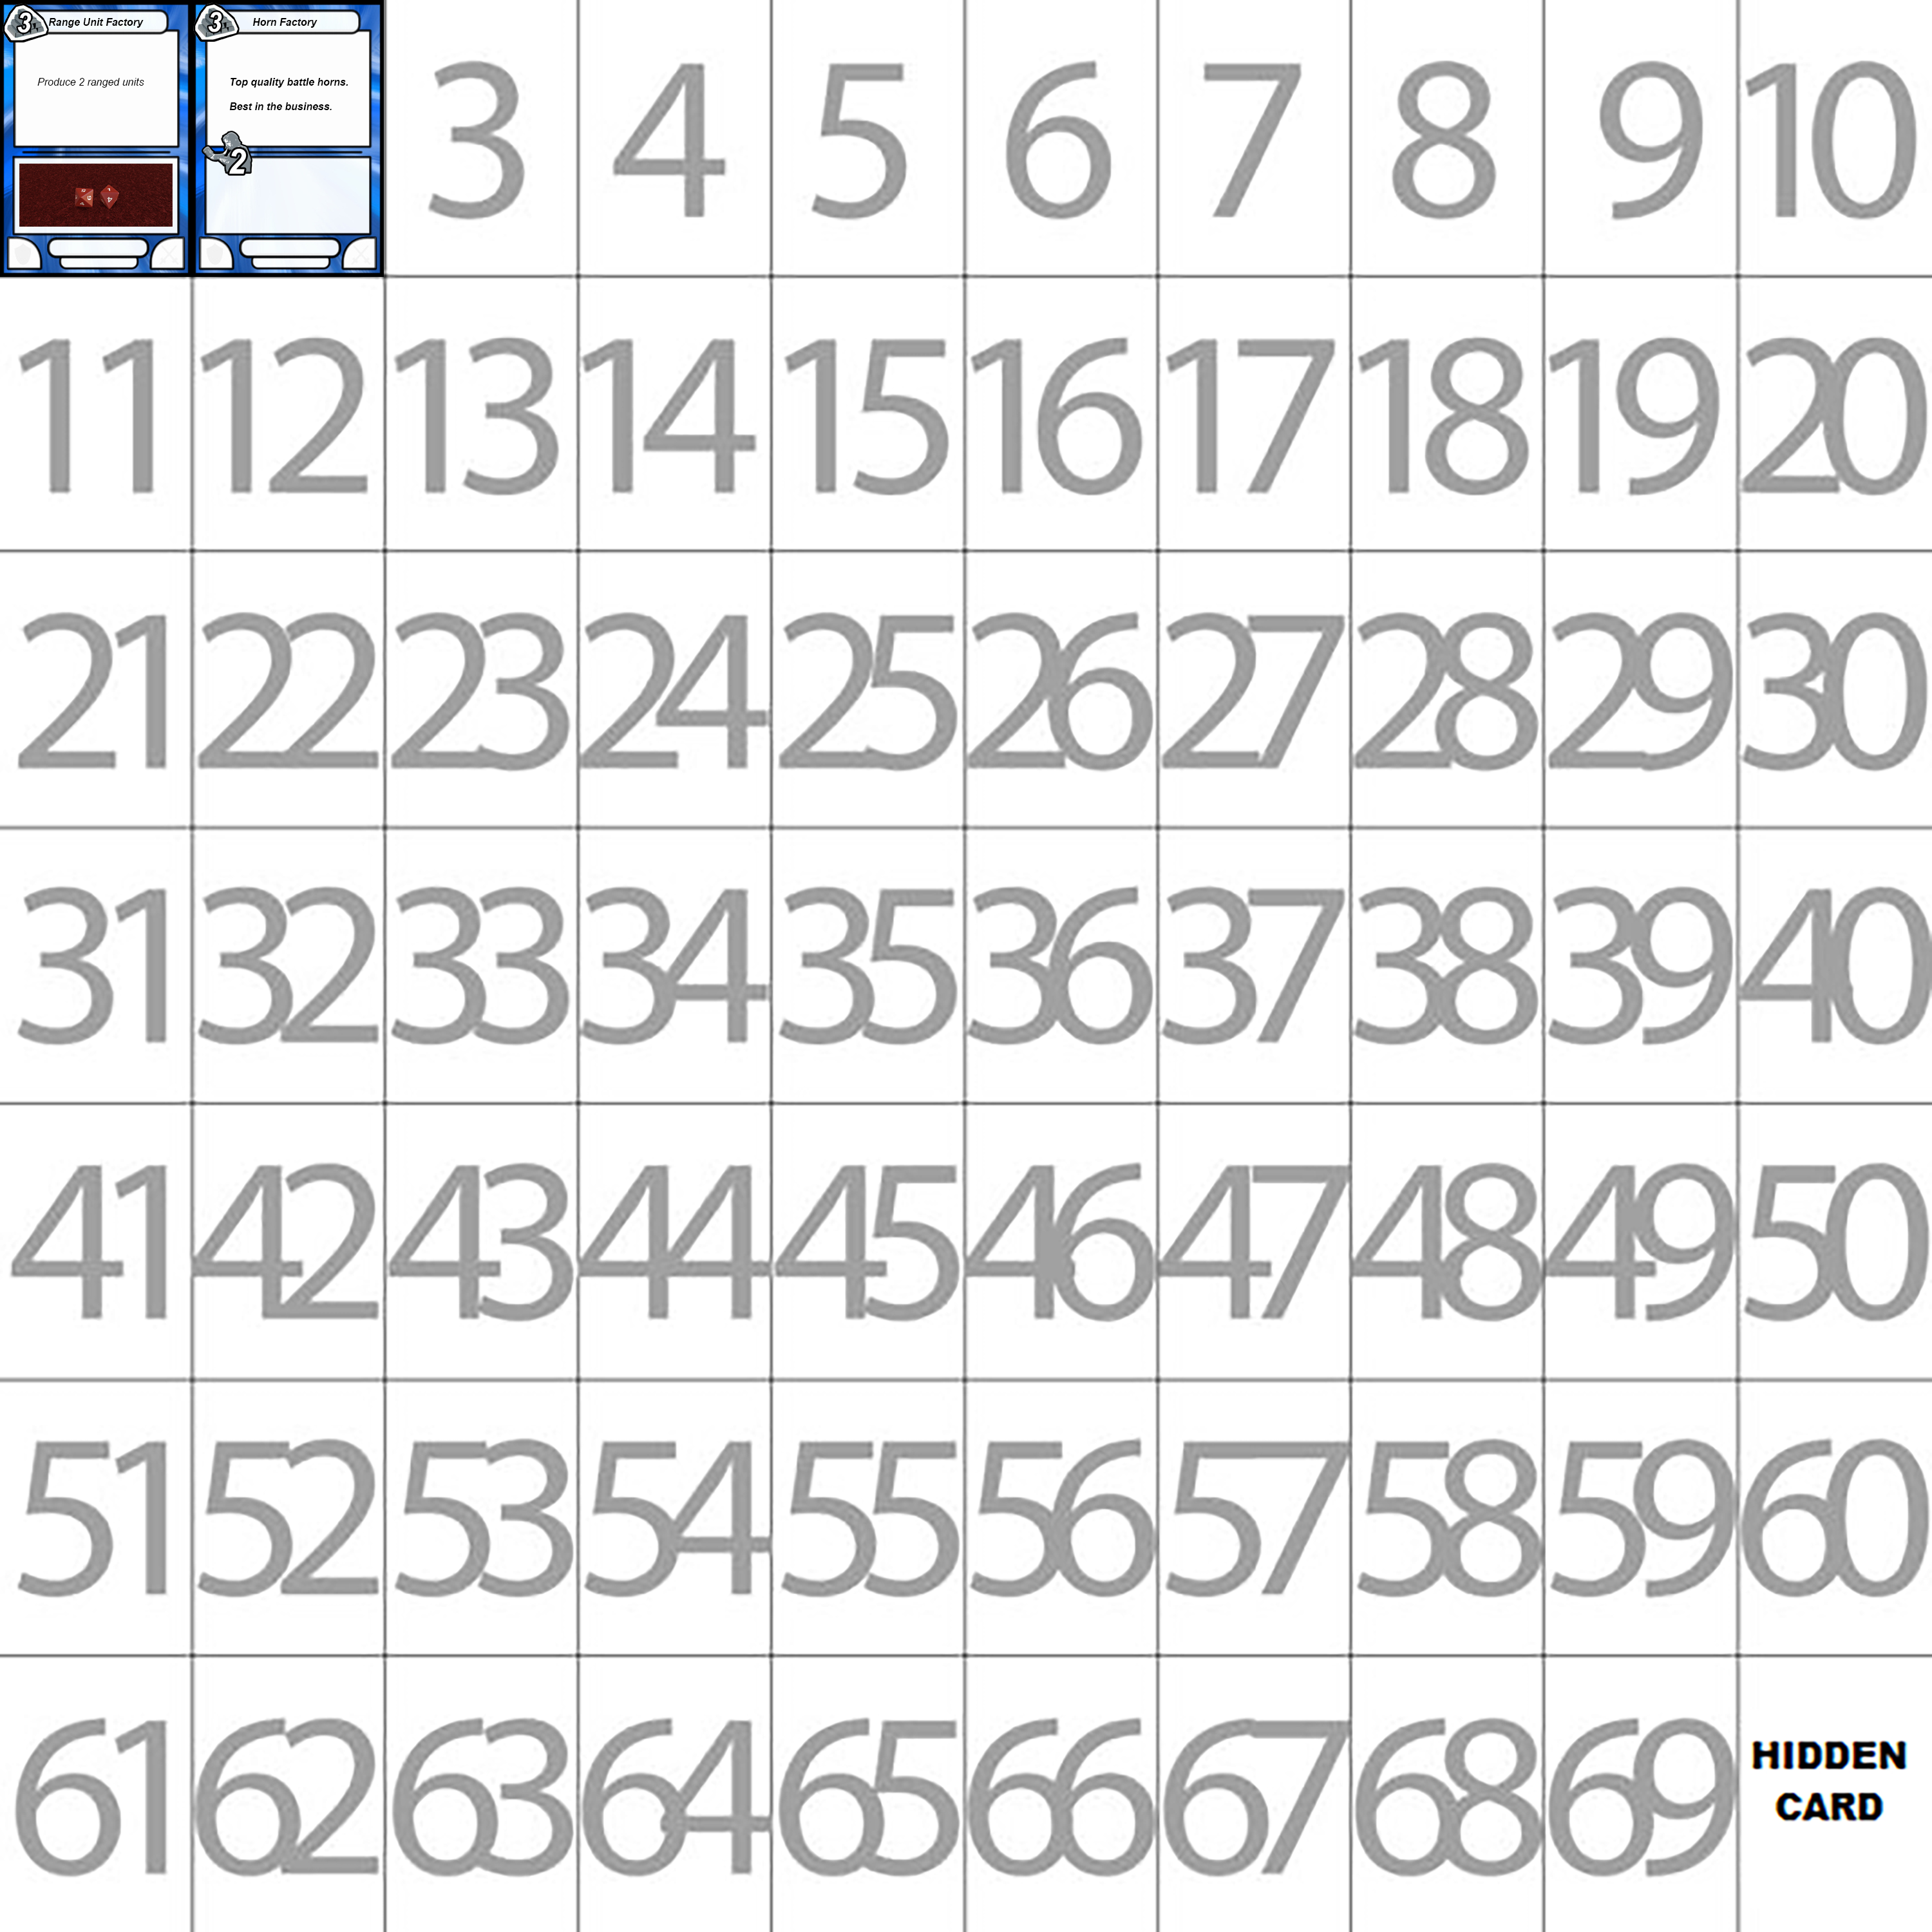 3 Range Unit Factory
Produce 2 ranged units
3 Horn Factory
Top quality battle horns.
Best in the business.
2
3 4 5 6 7 8 9 10
11 12 13 14 15 16 17 18 19 20
21 22 23 24 25 26 27 28 29 30
31 32 33 34 35 36 37 38 39 40
41 42 43 44 45 46 47 48 49 50
51 52 53 54 55 56 57 58 59 60
61 62 63 64 65 66 67 68 69
HIDDEN
CARD